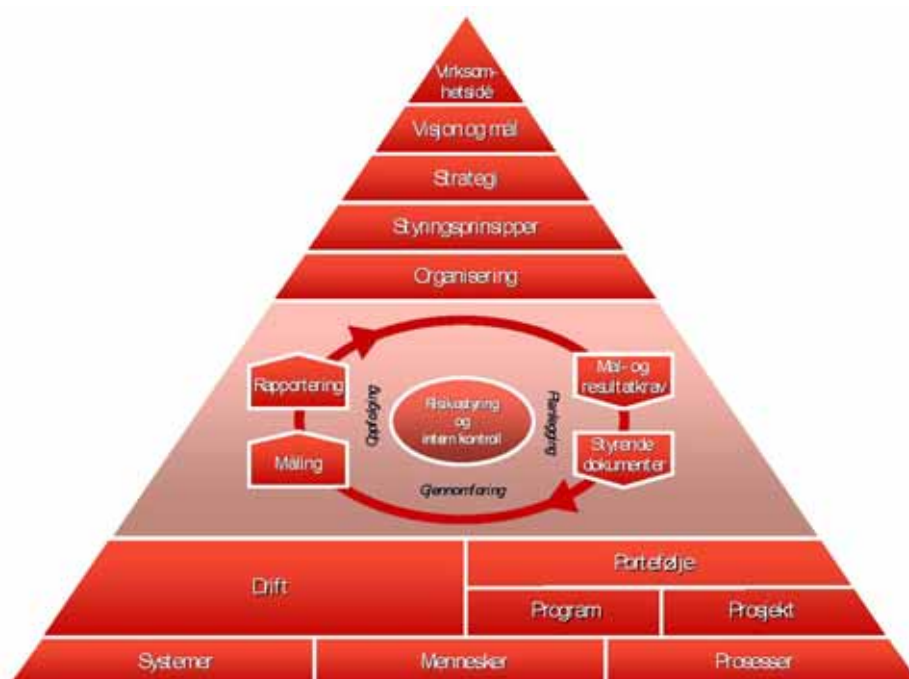 Virksom-
hetsidé
Visjon og mål
Strategi
Styringsprinsipper
Organisering
Rapportering
Måling
Oppfølging
Risikostyring
og
intern kontroll
Planlegging
Mål- og
resultatkrav
Styrende
dokumenter
Gjennomføring
Drift
Portefølje
Program
Prosjekt
Systemer
Mennesker
Prosesser